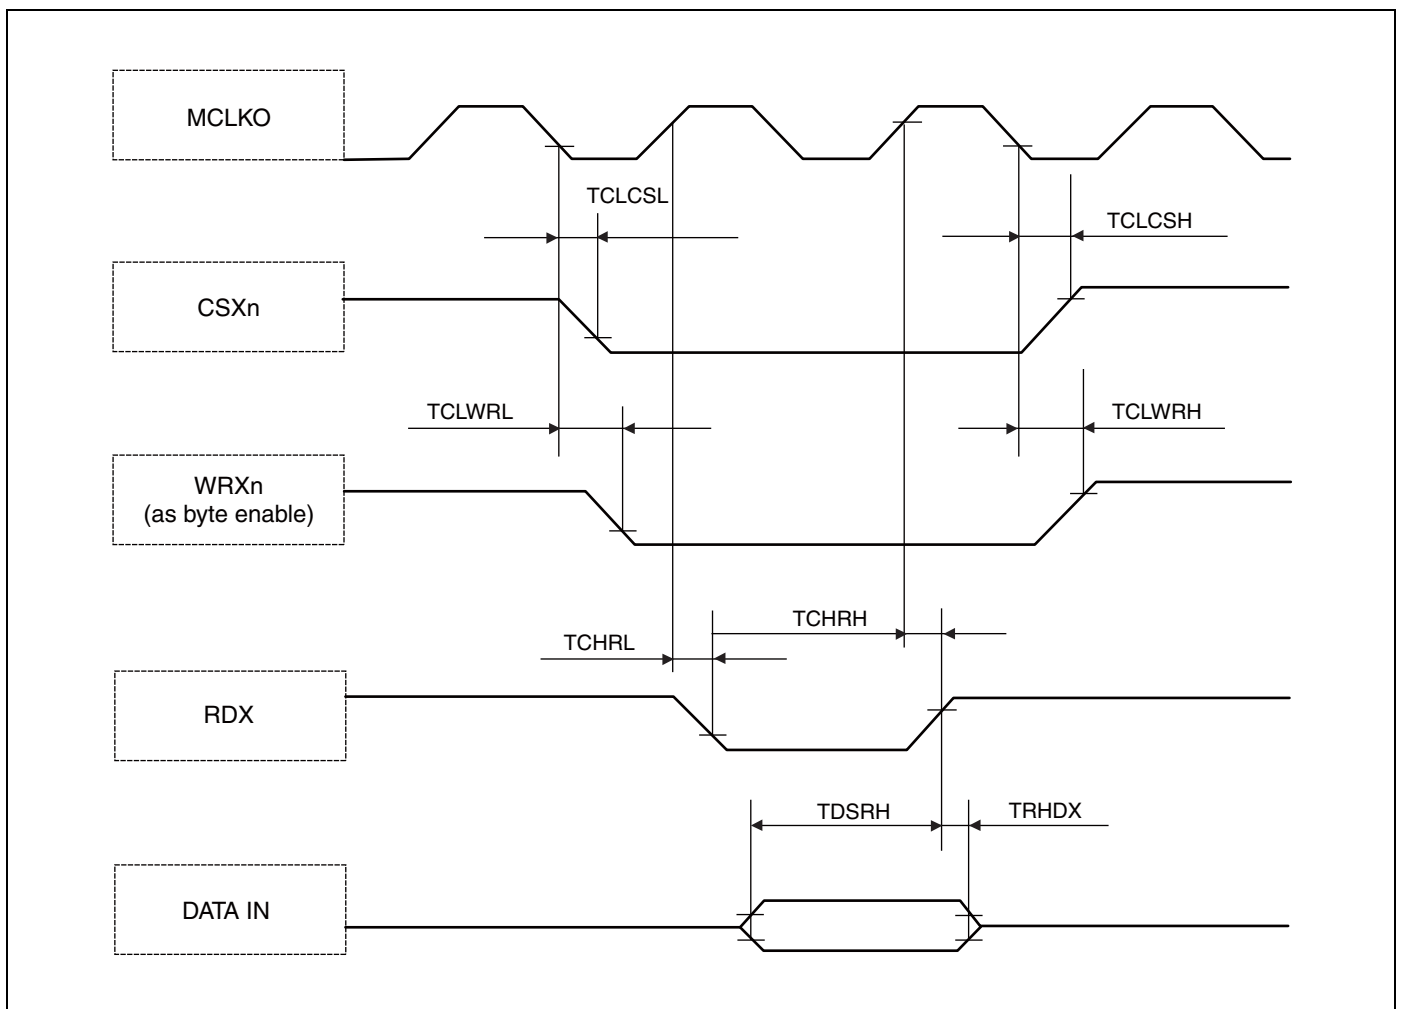 MCLKO
TCLCSL
TCLCSH
CSXn
TCLWRL
TCLWRH
WRXn
(as byte enable)
TCHRH
TCHRL
RDX
TDSRH
TRHDX
DATA IN